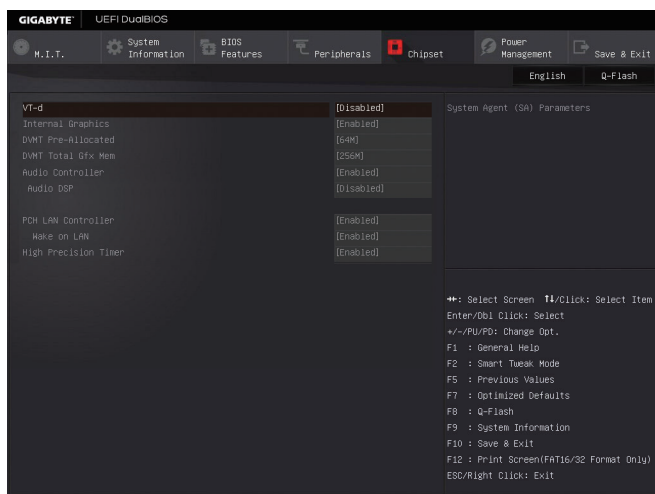 GIGABYTE™ UEFI DualBIOS
M.I.T. System Information BIOS Features Peripherals Chipset Power Management Save & Exit
English Q-Flash
VT-d [Disabled] System Agent (SA) Parameters
Internal Graphics [Enabled]
DVMT Pre-Allocated [64M]
DVMT Total Gfx Mem [256M]
Audio Controller [Enabled]
Audio DSP [Disabled]
PCH LAN Controller [Enabled]
Wake on LAN [Enabled]
High Precision Timer [Enabled]
→←: Select Screen ↑↓/Click: Select Item
Enter/Dbl Click: Select
+/-/PU/PD: Change Opt.
F1 : General Help
F2 : Smart Tweak Mode
F5 : Previous Values
F7 : Optimized Defaults
F8 : Q-Flash
F9 : System Information
F10 : Save & Exit
F12 : Print Screen(FAT16/32 Format Only)
ESC/Right Click: Exit